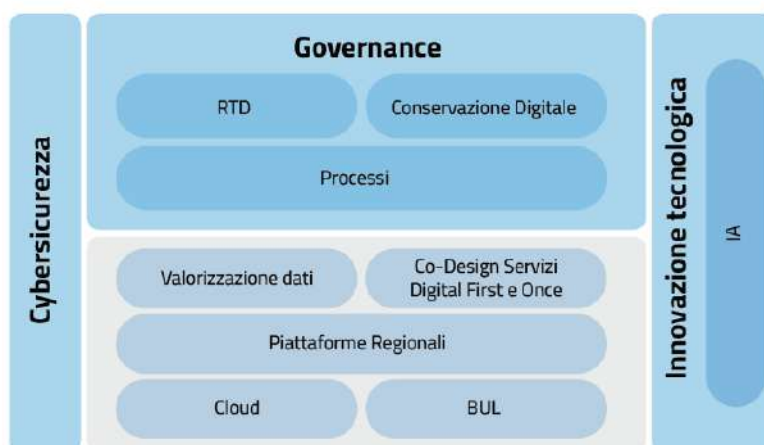 Cybersicurezza
Governance
RTD
Conservazione Digitale
Processi
Valorizzazione dati
Co-Design Servizi
Digital First e Once
Piattaforme Regionali
Cloud
BUL
Innovazione tecnologica
IA